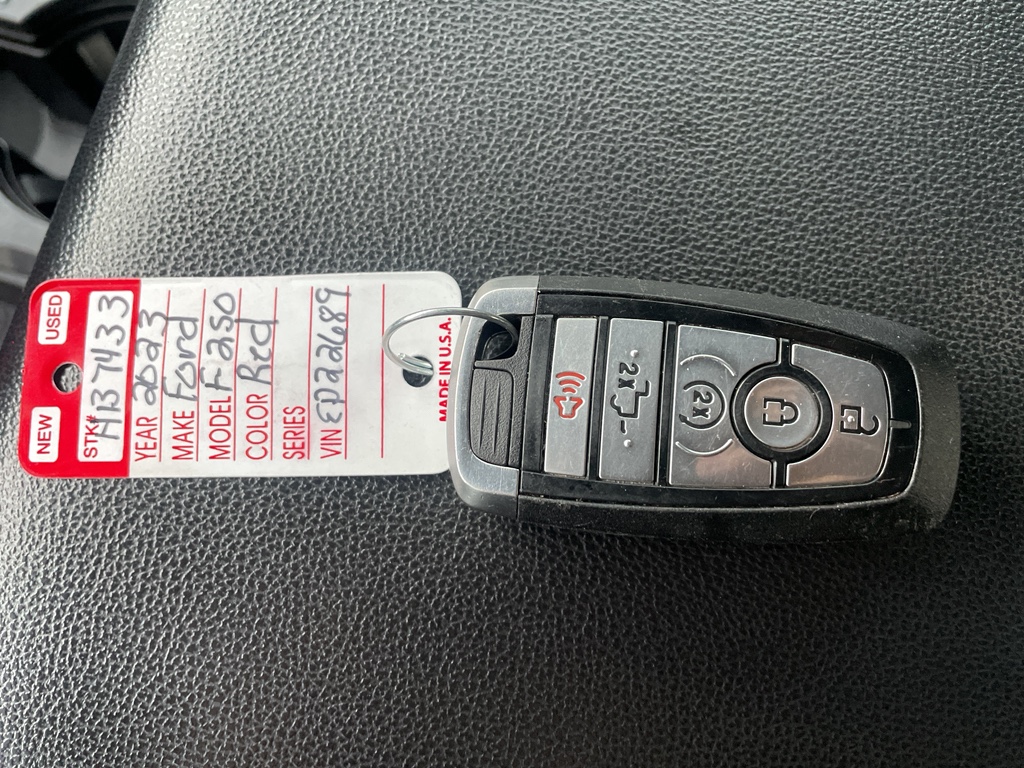 NEW USED
STK# A137433
YEAR 2023
MAKE Ford
MODEL F250
COLOR Red
SERIES
VIN EP22689
MADE IN U.S.A.
2x
2x